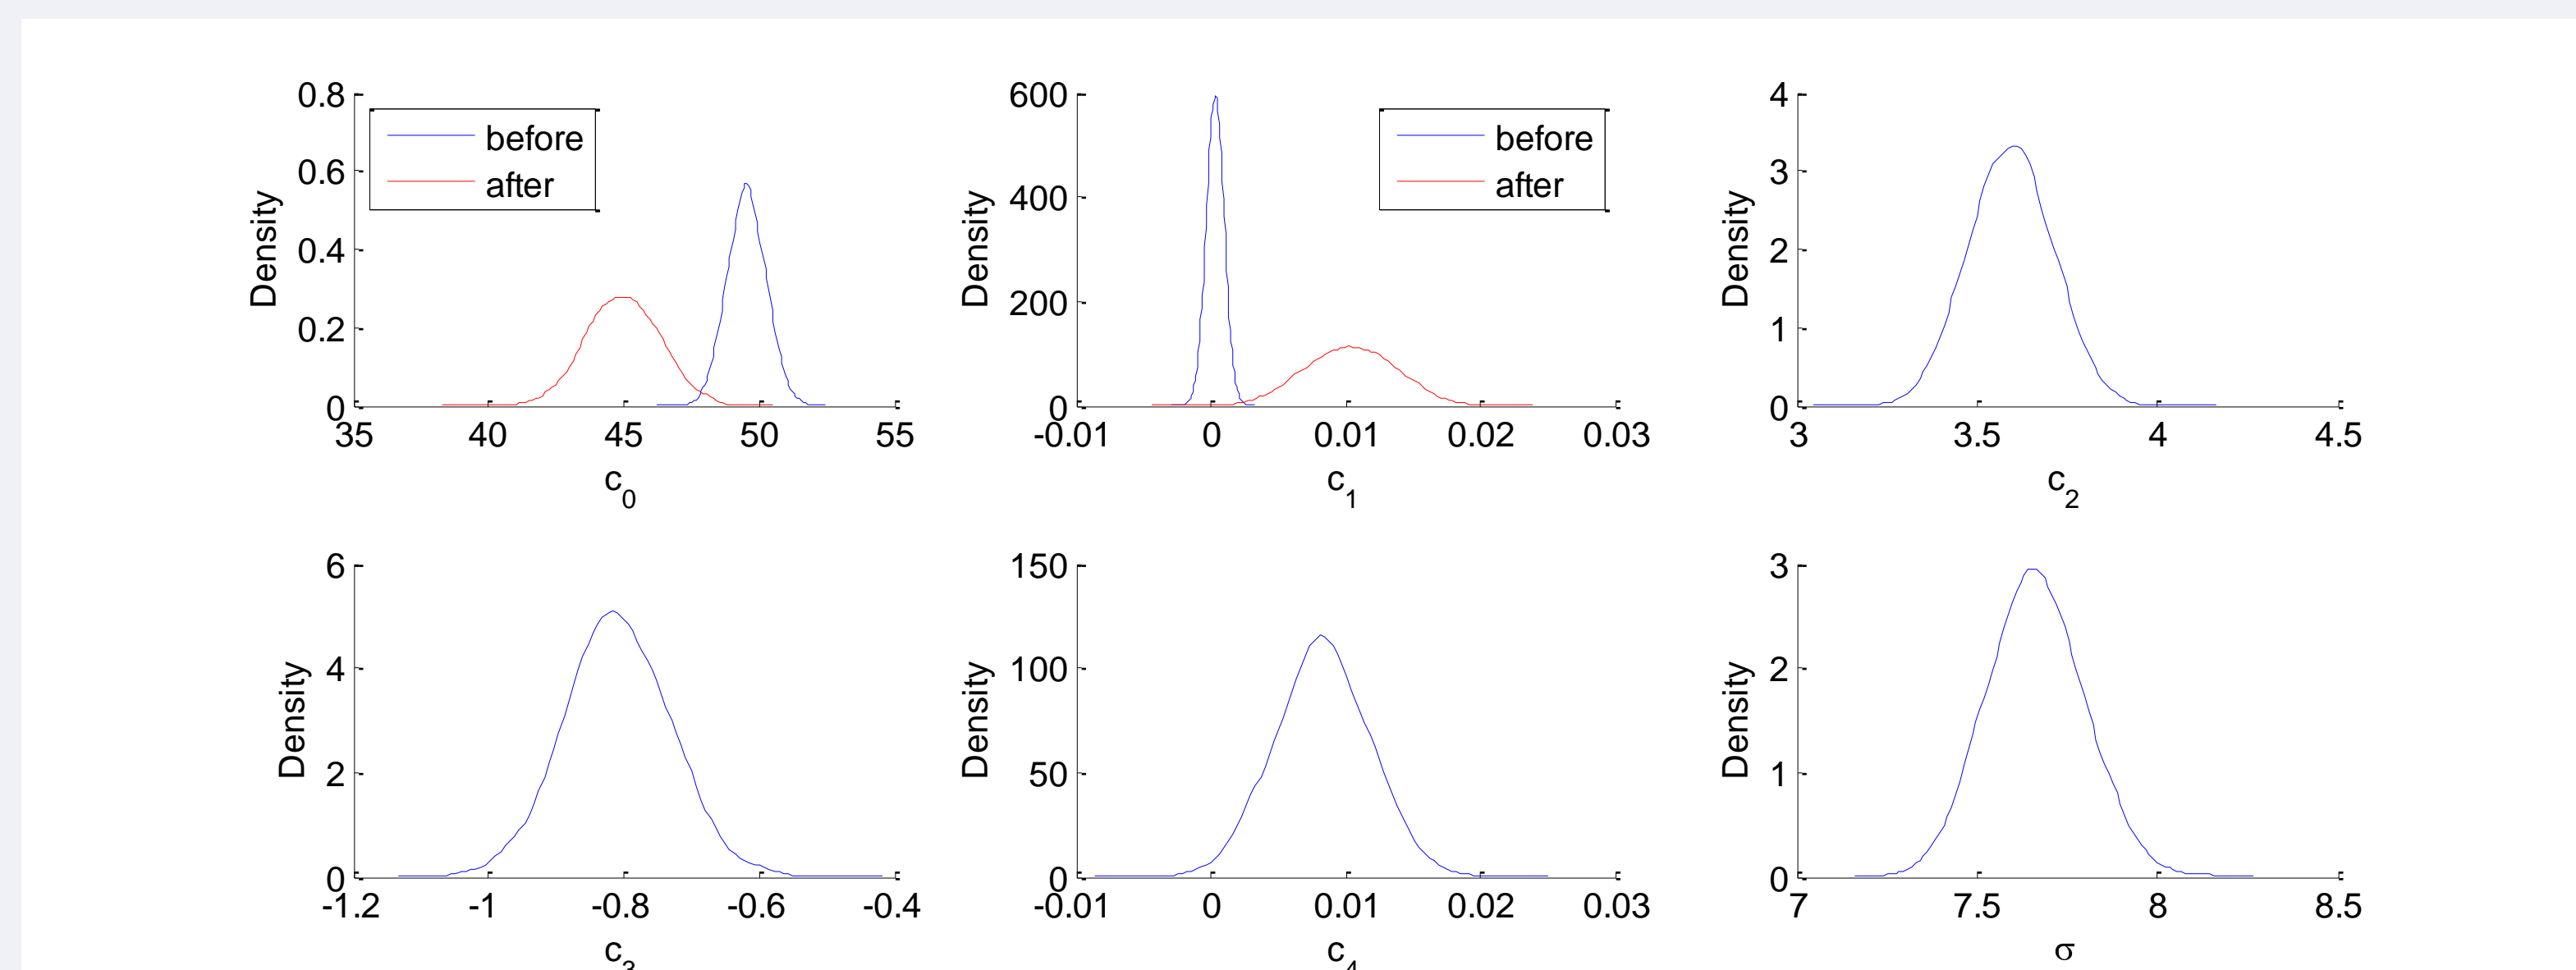 0.8
0.6
0.4
0.2
0
Density
before
after
35 40 45 50 55
c0
600
400
200
0
Density
before
after
-0.01 0 0.01 0.02 0.03
c1
4
3
2
1
0
Density
3 3.5 4 4.5
c2
6
4
2
0
Density
-1.2 -1 -0.8 -0.6 -0.4
c3
150
100
50
0
Density
-0.01 0 0.01 0.02 0.03
c4
3
2
1
0
Density
7 7.5 8 8.5
σ